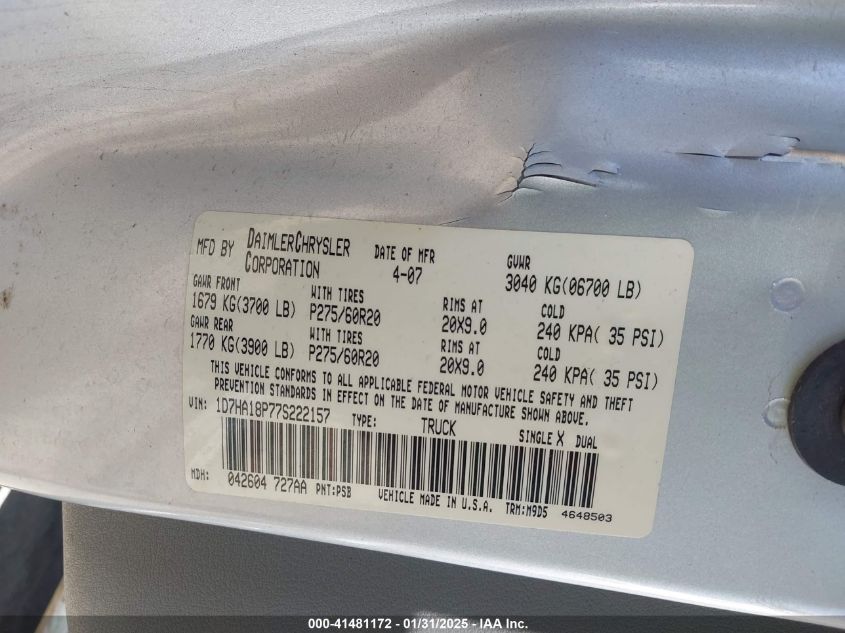 MFD BY DAIMLERCHRYSLER CORPORATION DATE OF MFR 4-07 GVWR 3040 KG(06700 LB)
GAWR FRONT WITH TIRES RIMS AT COLD
1679 KG(3700 LB) P275/60R20 20X9.0 240 KPA( 35 PSI)
GAWR REAR WITH TIRES RIMS AT COLD
1770 KG(3900 LB) P275/60R20 20X9.0 240 KPA( 35 PSI)
THIS VEHICLE CONFORMS TO ALL APPLICABLE FEDERAL MOTOR VEHICLE SAFETY AND THEFT
PREVENTION STANDARDS IN EFFECT ON THE DATE OF MANUFACTURE SHOWN ABOVE.
VIN: 1D7HA18P77S222157 TYPE: TRUCK SINGLE X DUAL
MDH: 042604 727AA PNT:PSB VEHICLE MADE IN U.S.A. TRM:M9D5 4648503
000-41481172 - 01/31/2025 - IAA Inc.